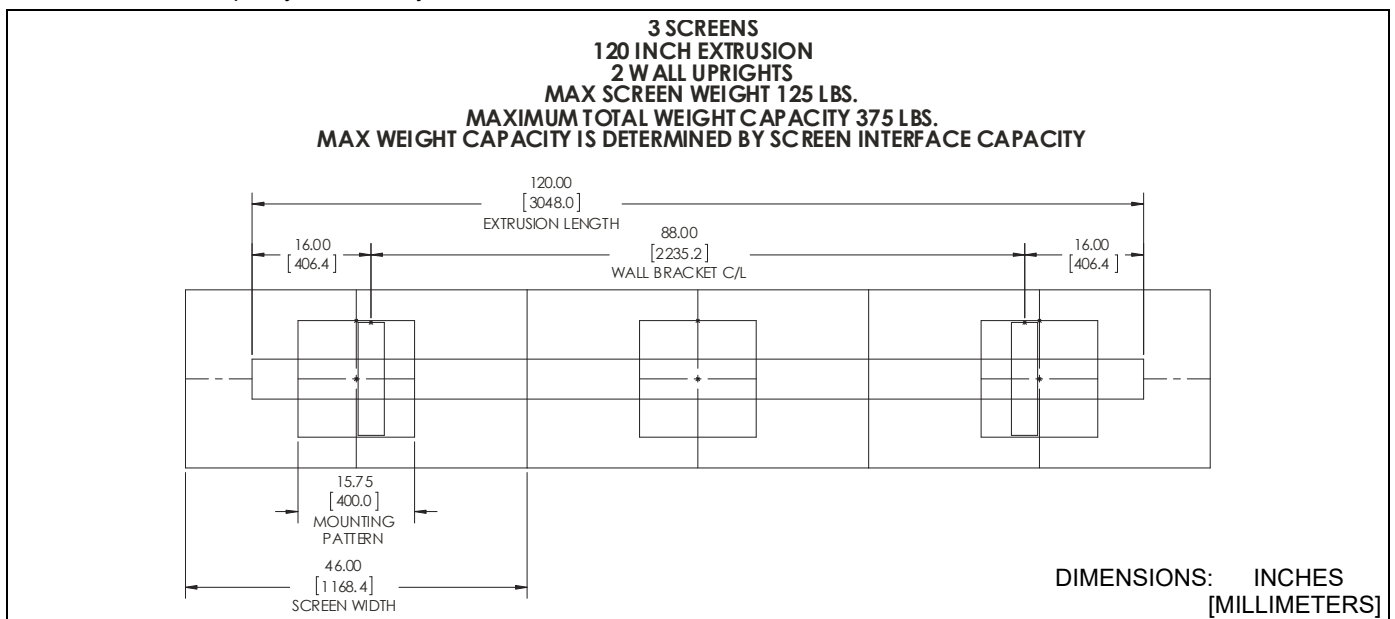 3 SCREENS
120 INCH EXTRUSION
2 WALL UPRIGHTS
MAX SCREEN WEIGHT 125 LBS.
MAXIMUM TOTAL WEIGHT CAPACITY 375 LBS.
MAX WEIGHT CAPACITY IS DETERMINED BY SCREEN INTERFACE CAPACITY
120.00
[3048.0]
EXTRUSION LENGTH
16.00
[406.4]
88.00
[2235.2]
WALL BRACKET C/L
16.00
[406.4]
15.75
[400.0]
MOUNTING
PATTERN
46.00
[1168.4]
SCREEN WIDTH
DIMENSIONS: INCHES
[MILLIMETERS]